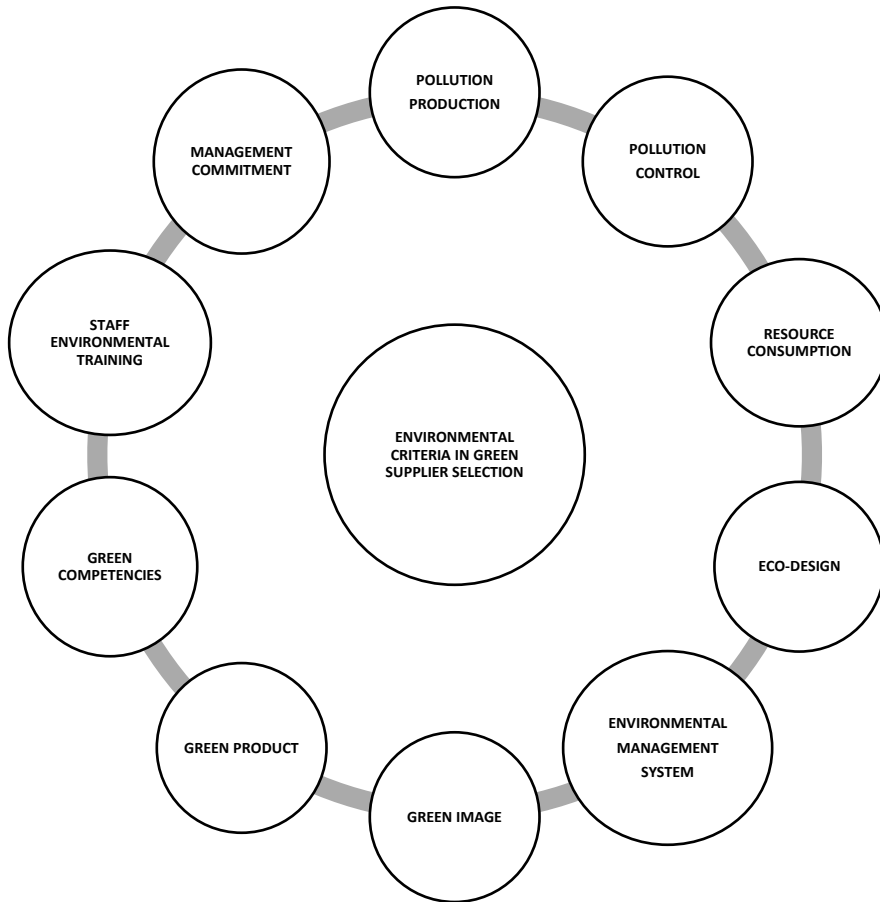 POLLUTION
PRODUCTION
POLLUTION
CONTROL
RESOURCE
CONSUMPTION
ECO-DESIGN
ENVIRONMENTAL
MANAGEMENT
SYSTEM
GREEN IMAGE
GREEN PRODUCT
GREEN
COMPETENCIES
STAFF
ENVIRONMENTAL
TRAINING
MANAGEMENT
COMMITMENT
ENVIRONMENTAL
CRITERIA IN GREEN
SUPPLIER SELECTION